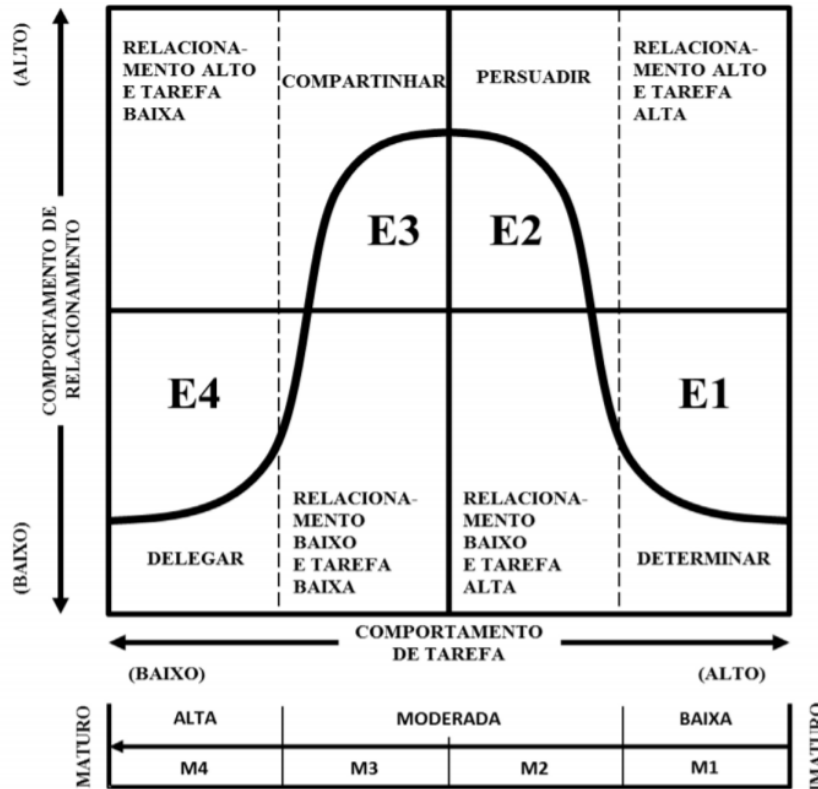 (ALTO)
COMPORTAMENTO DE
RELACIONAMENTO
(BAIXO)
RELACIONA-
MENTO ALTO
E TAREFA
BAIXA
COMPARTINHAR
PERSUADIR
RELACIONA-
MENTO ALTO
E TAREFA
ALTA
E3
E2
E4
E1
DELEGAR
RELACIONA-
MENTO
BAIXO
E TAREFA
BAIXA
RELACIONA-
MENTO
BAIXO
E TAREFA
ALTA
DETERMINAR
COMPORTAMENTO
DE TAREFA
(BAIXO)
(ALTO)
MATURO
ALTA
MODERADA
BAIXA
M4
M3
M2
M1
IMATURO